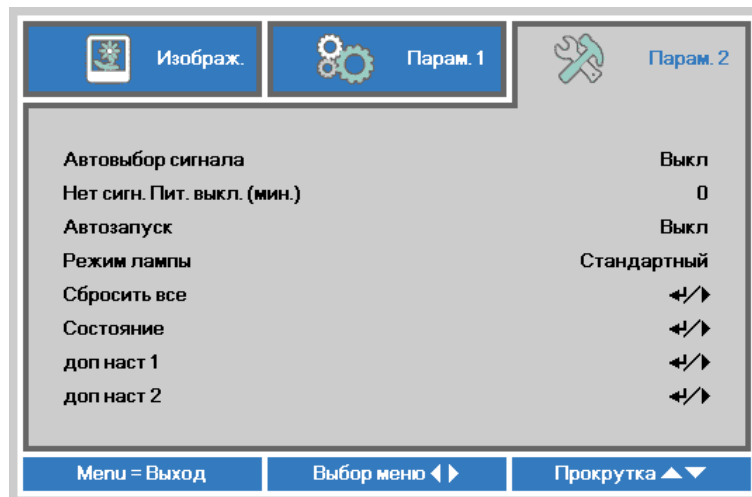 Изображ.
Парам. 1
Парам. 2
Автовыбор сигнала Выкл
Нет сигн. Пит. выкл. (мин.) 0
Автозапуск Выкл
Режим лампы Стандартный
Сбросить все ↵/▶
Состояние ↵/▶
доп наст 1 ↵/▶
доп наст 2 ↵/▶
Menu = Выход
Выбор меню ◀▶
Прокрутка ▲▼